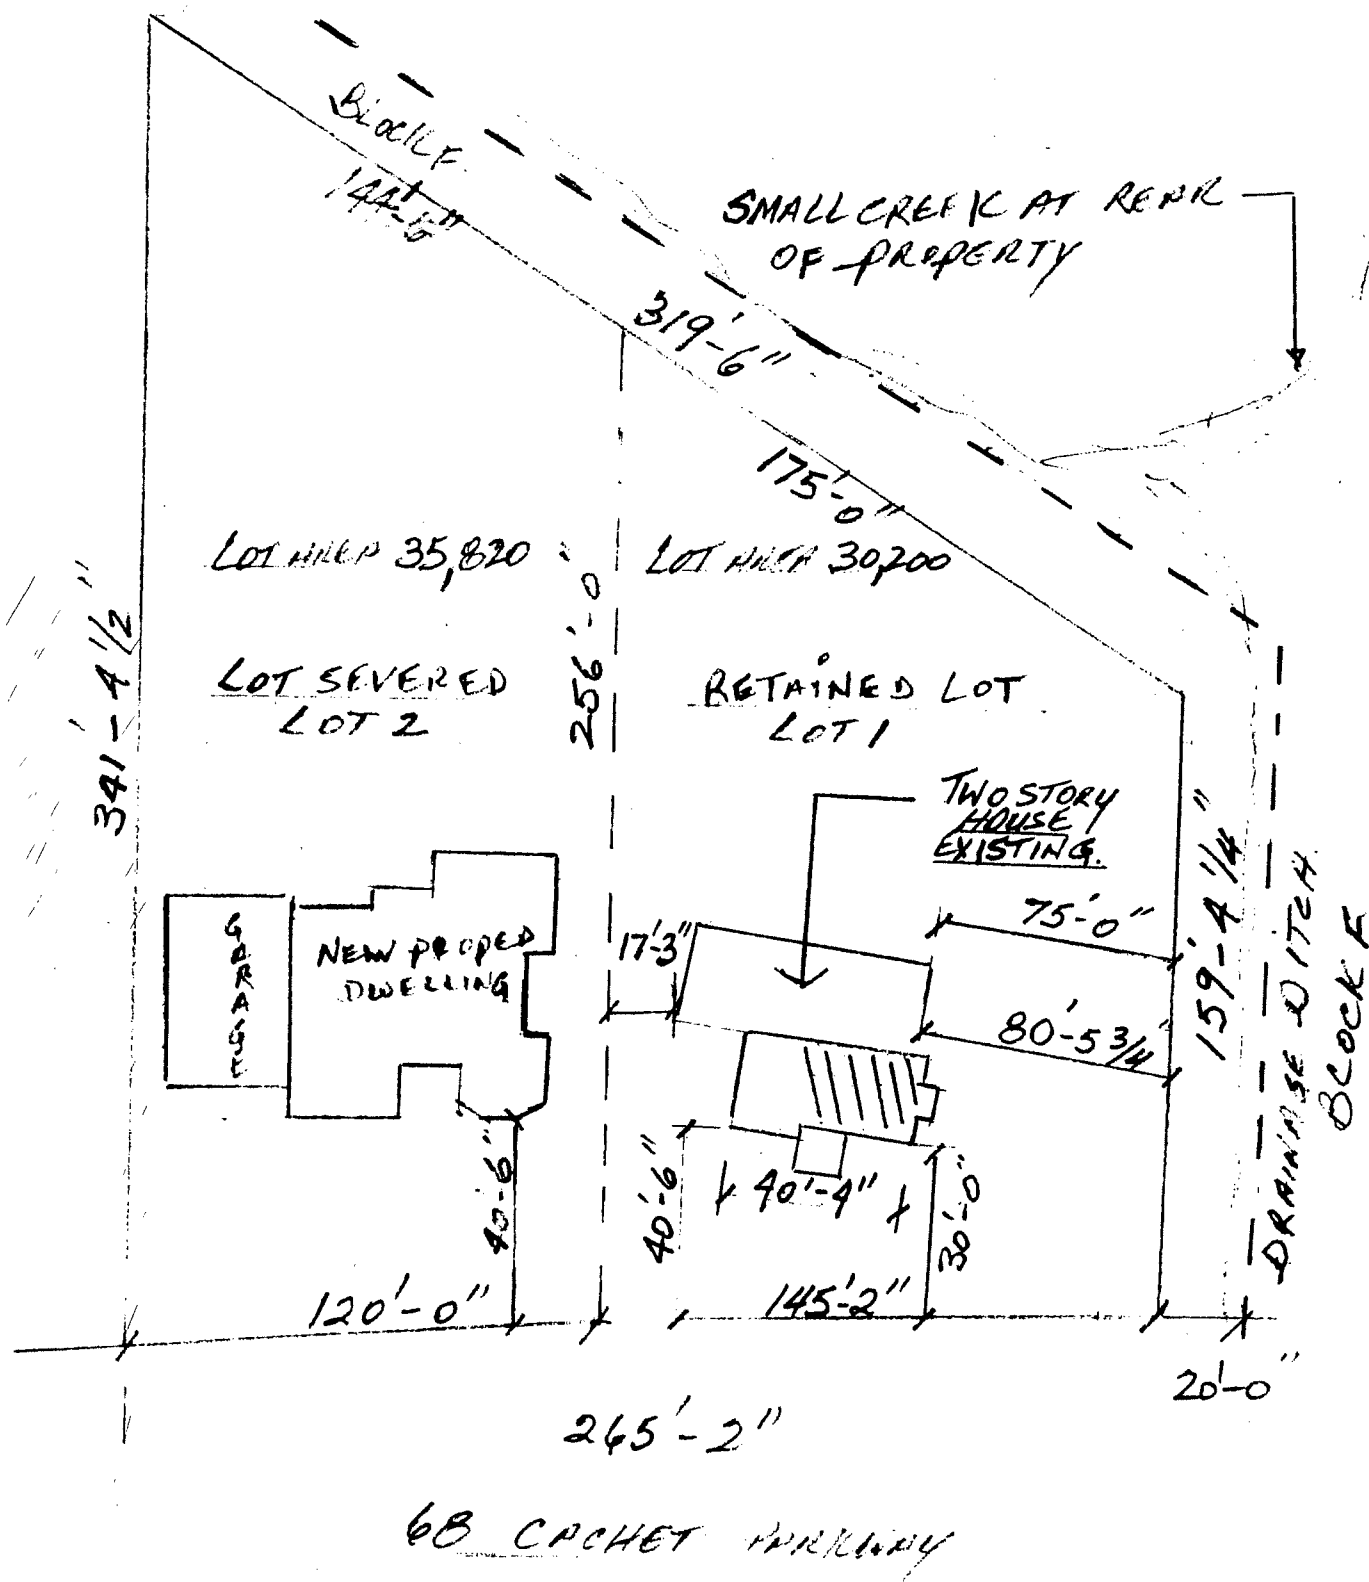 BLOCK F.
144'-6"
SMALL CREEK AT REAR
OF PROPERTY
319'-6"
175'-0"
LOT AREA 35,820
LOT AREA 30,200
341'-4 1/2"
256'-0"
LOT SEVERED
LOT 2
RETAINED LOT
LOT 1
TWO STORY
HOUSE
EXISTING.
GARAGE
NEW PROPED
DWELLING
17'-3"
75'-0"
80'-5 3/4"
159'-4 1/4"
DRAINAGE DITCH.
BLOCK F
40'-6"
40'-6"
40'-4"
30'-0"
120'-0"
145'-2"
20'-0"
265'-2"
68 CACHET PARKWAY